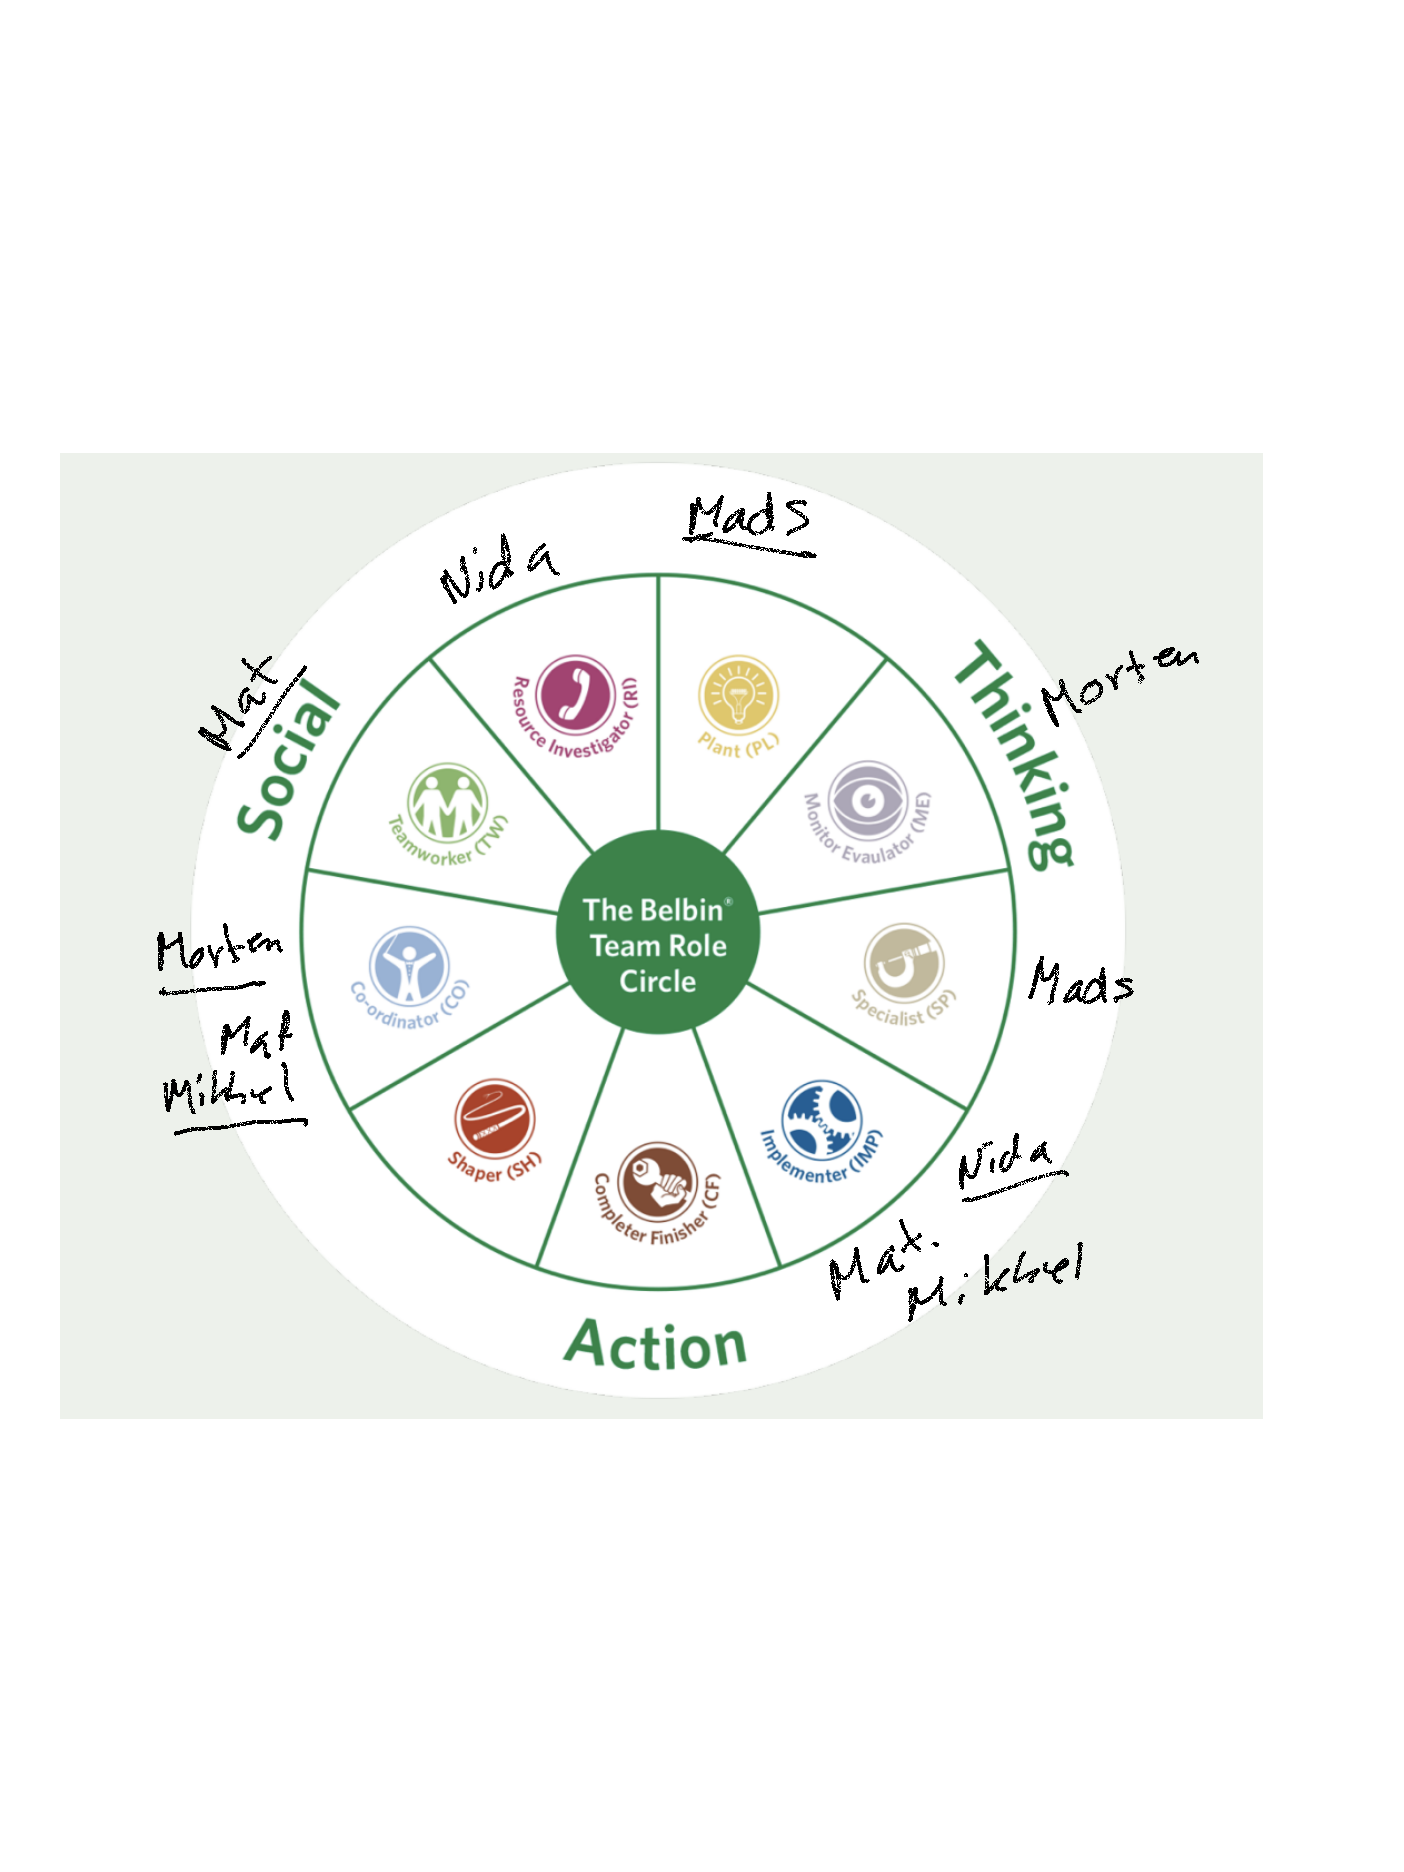 Mads
Nida
Mat
Morten
Social
Thinking
Resource Investigator (RI)
Plant (PL)
Teamworker (TW)
Monitor Evaulator (ME)
The Belbin®
Team Role
Circle
Morten
Mat
Mikkel
Co-ordinator (CO)
Specialist (SP)
Mads
Shaper (SH)
Completer Finisher (CF)
Implementer (IMP)
Nida
Mat.
Mikkel
Action